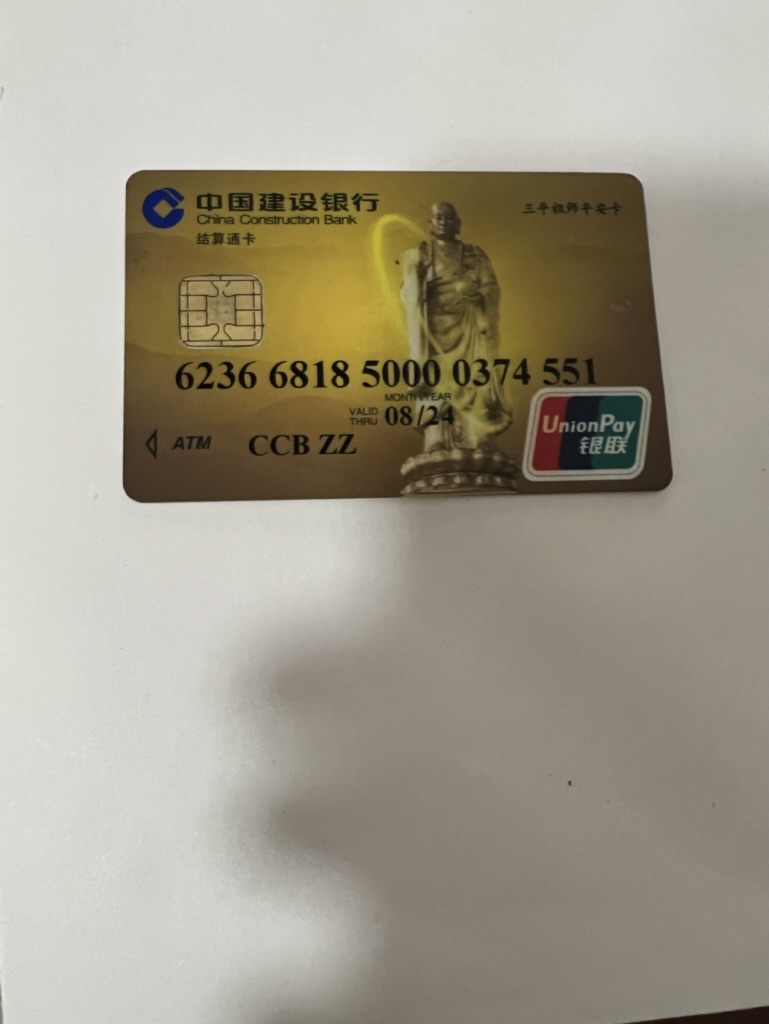 中国建设银行
China Construction Bank
结算通卡
三平祖师平安卡
6236 6818 5000 0374 551
MONTH/YEAR
VALID THRU 08/24
ATM CCB ZZ
UnionPay
银联